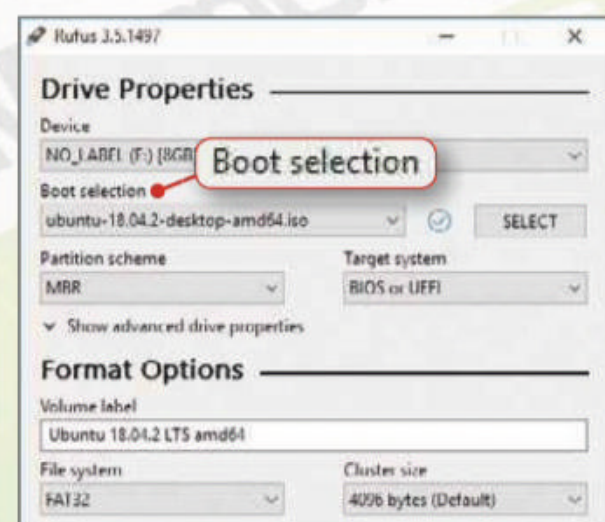 Rufus 3.5.1497
Drive Properties
Device
NO_LABEL (F:) [8GB
Boot selection
Boot selection
ubuntu-18.04.2-desktop-amd64.iso SELECT
Partition scheme Target system
MBR BIOS or UEFI
Show advanced drive properties
Format Options
Volume label
Ubuntu 18.04.2 LTS amd64
File system Cluster size
FAT32 4096 bytes (Default)